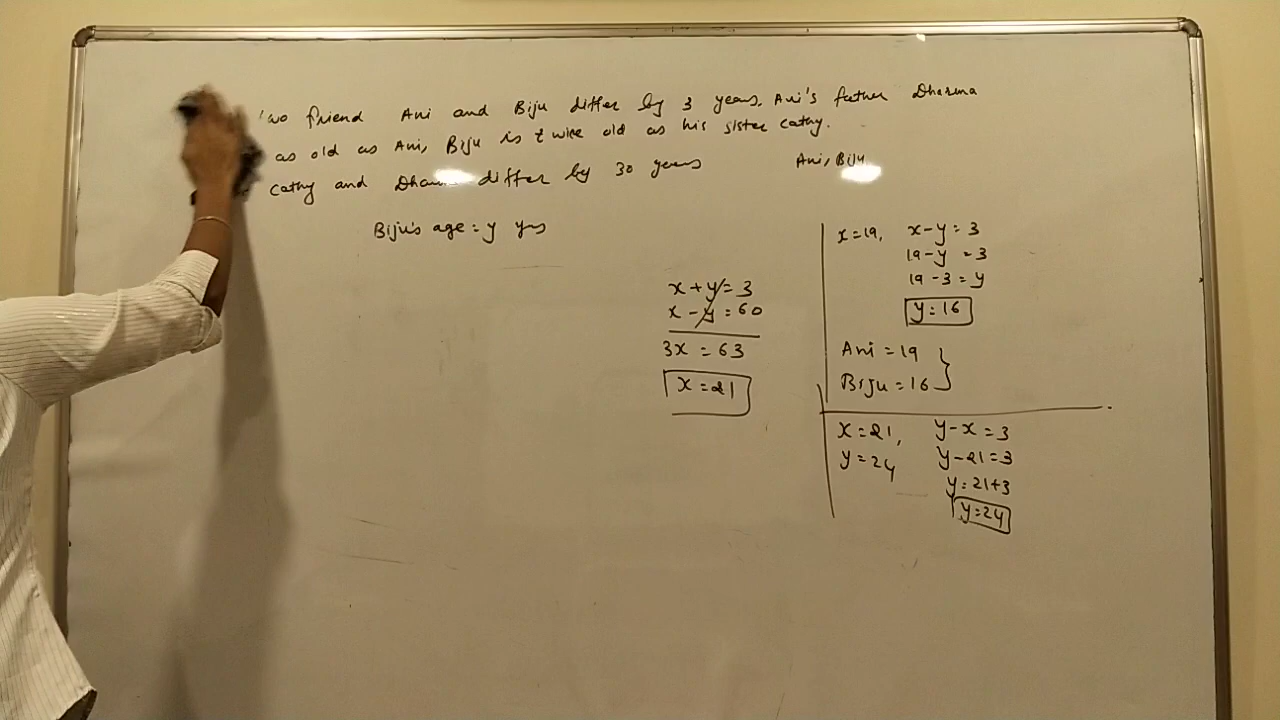 friend Ani and Biju differ by 3 years. Ani's father Dharma
as old as Ani, Biju is twice old as his sister Cathy.
Cathy and differ by 30 years
Ani, Biju
Biju's age = y yrs
x + y = 3
x - y = 60
3x = 63
x = 21
x = 19, x - y = 3
19 - y = 3
19 - 3 = y
y = 16
Ani = 19
Biju = 16
x = 21, y - x = 3
y = 24 y - 21 = 3
y = 21 + 3
y = 24